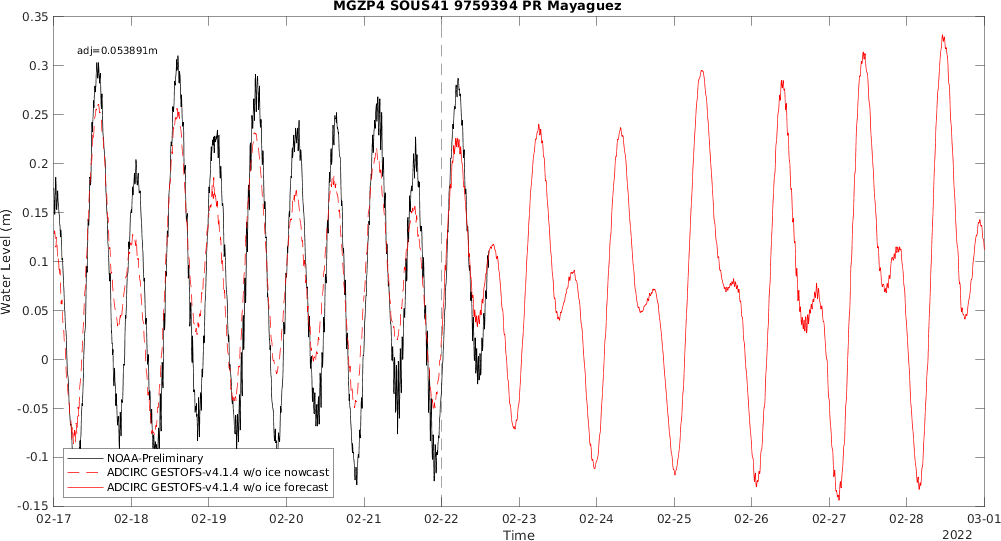 MGZP4 SOUS41 9759394 PR Mayaguez
adj=0.053891m
0.35
0.3
0.25
0.2
0.15
0.1
0.05
0
-0.05
-0.1
-0.15
Water Level (m)
NOAA-Preliminary
ADCIRC GESTOFS-v4.1.4 w/o ice nowcast
ADCIRC GESTOFS-v4.1.4 w/o ice forecast
02-17 02-18 02-19 02-20 02-21 02-22 02-23 02-24 02-25 02-26 02-27 02-28 03-01
Time
2022